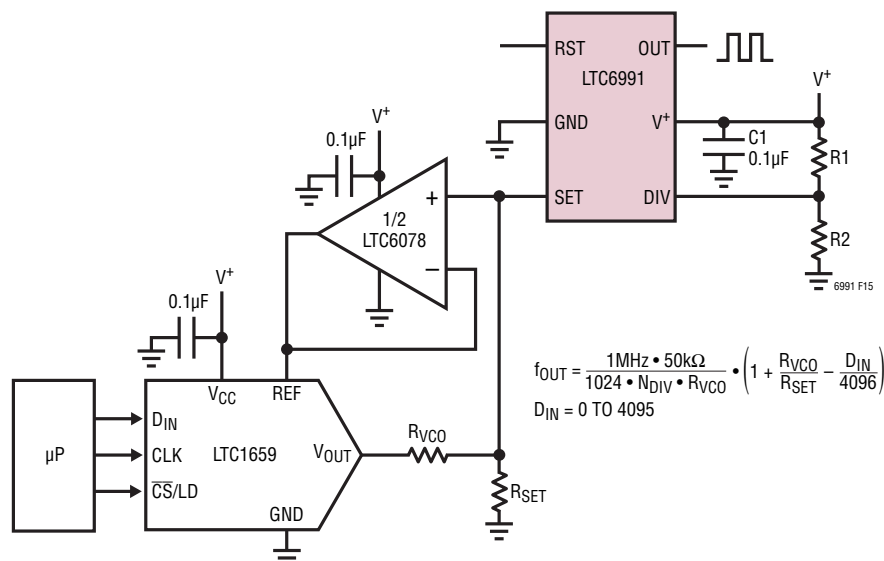 RST
OUT
LTC6991
GND
V+
SET
DIV
V+
C1
0.1µF
R1
R2
6991 F15
V+
0.1µF
+
1/2
LTC6078
−
V+
0.1µF
VCC
REF
µP
DIN
CLK
CS/LD
LTC1659
VOUT
GND
RVCO
RSET
fOUT = 1MHz • 50kΩ / 1024 • NDIV • RVCO • (1 + RVCO / RSET − DIN / 4096)
DIN = 0 TO 4095